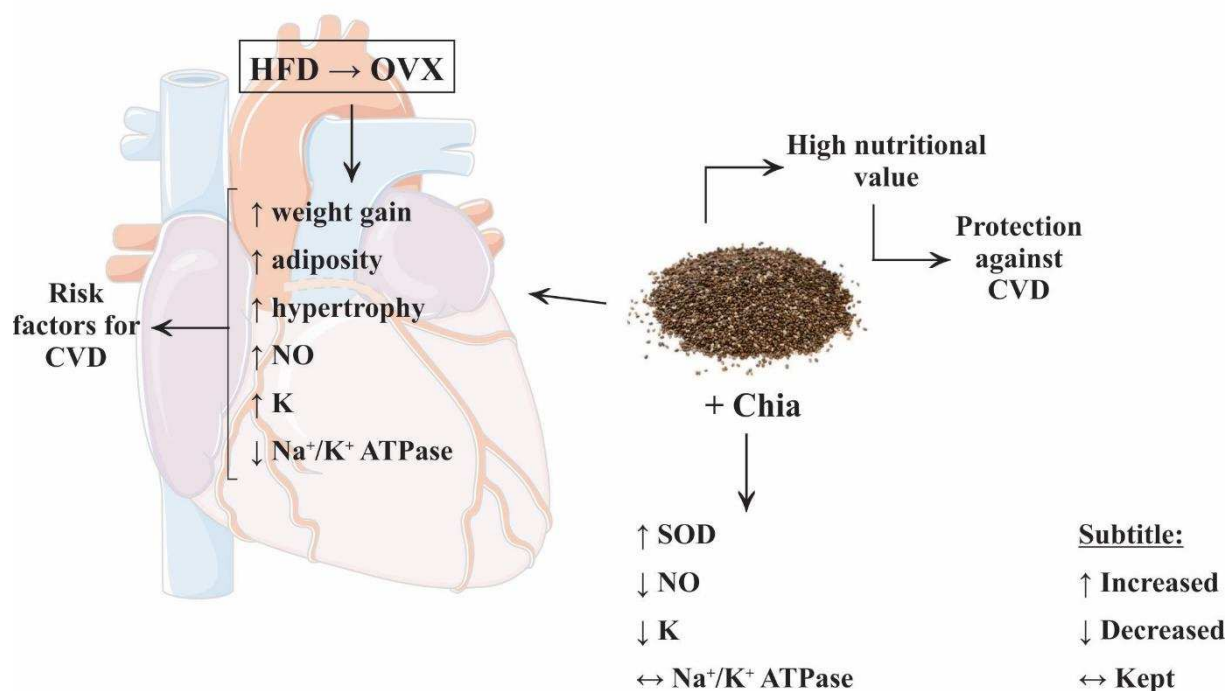 HFD → OVX
↑ weight gain
↑ adiposity
↑ hypertrophy
↑ NO
↑ K
↓ Na⁺/K⁺ ATPase
Risk
factors for
CVD
High nutritional
value
Protection
against
CVD
+ Chia
↑ SOD
↓ NO
↓ K
↔ Na⁺/K⁺ ATPase
Subtitle:
↑ Increased
↓ Decreased
↔ Kept